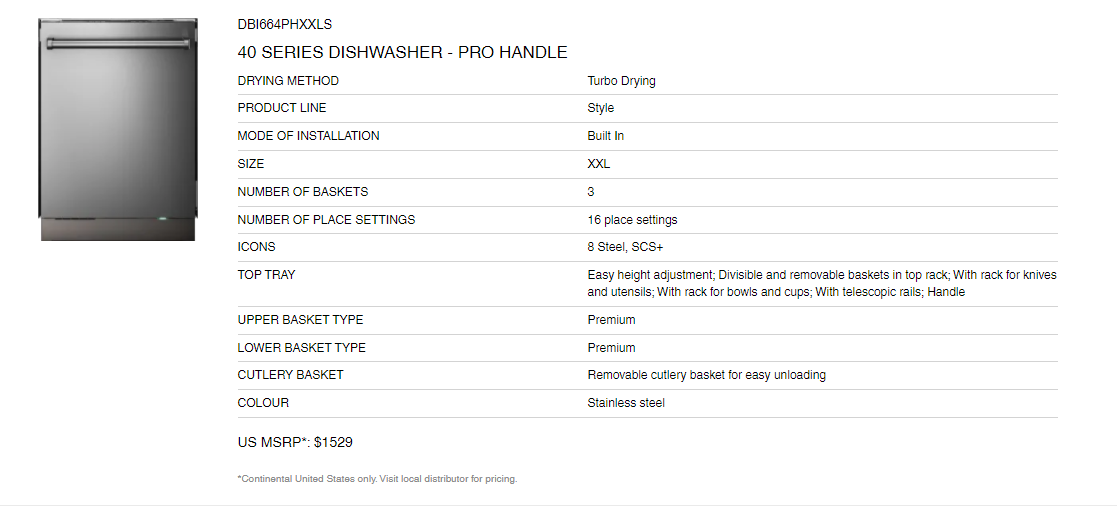 DBI664PHXXLS
40 SERIES DISHWASHER - PRO HANDLE
DRYING METHOD Turbo Drying
PRODUCT LINE Style
MODE OF INSTALLATION Built In
SIZE XXL
NUMBER OF BASKETS 3
NUMBER OF PLACE SETTINGS 16 place settings
ICONS 8 Steel, SCS+
TOP TRAY Easy height adjustment; Divisible and removable baskets in top rack; With rack for knives
and utensils; With rack for bowls and cups; With telescopic rails; Handle
UPPER BASKET TYPE Premium
LOWER BASKET TYPE Premium
CUTLERY BASKET Removable cutlery basket for easy unloading
COLOUR Stainless steel
US MSRP*: $1529
*Continental United States only. Visit local distributor for pricing.